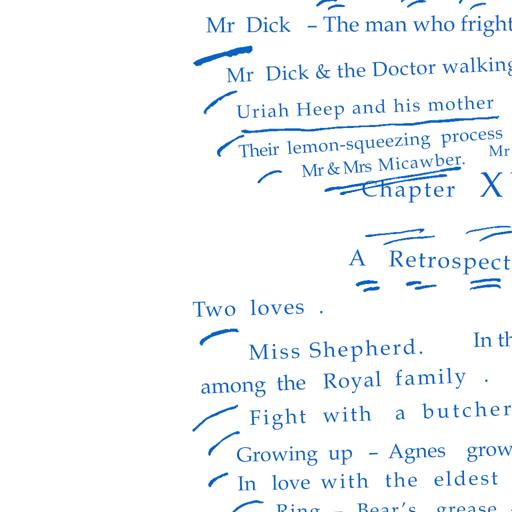 Mr Dick – The man who fright
Mr Dick & the Doctor walking
Uriah Heep and his mother
Their lemon-squeezing process
Mr & Mrs Micawber. Mr
Chapter X
A Retrospect
Two loves .
Miss Shepherd. In th
among the Royal family .
Fight with a butcher
Growing up – Agnes grow
In love with the eldest
Ring – Bear's grease